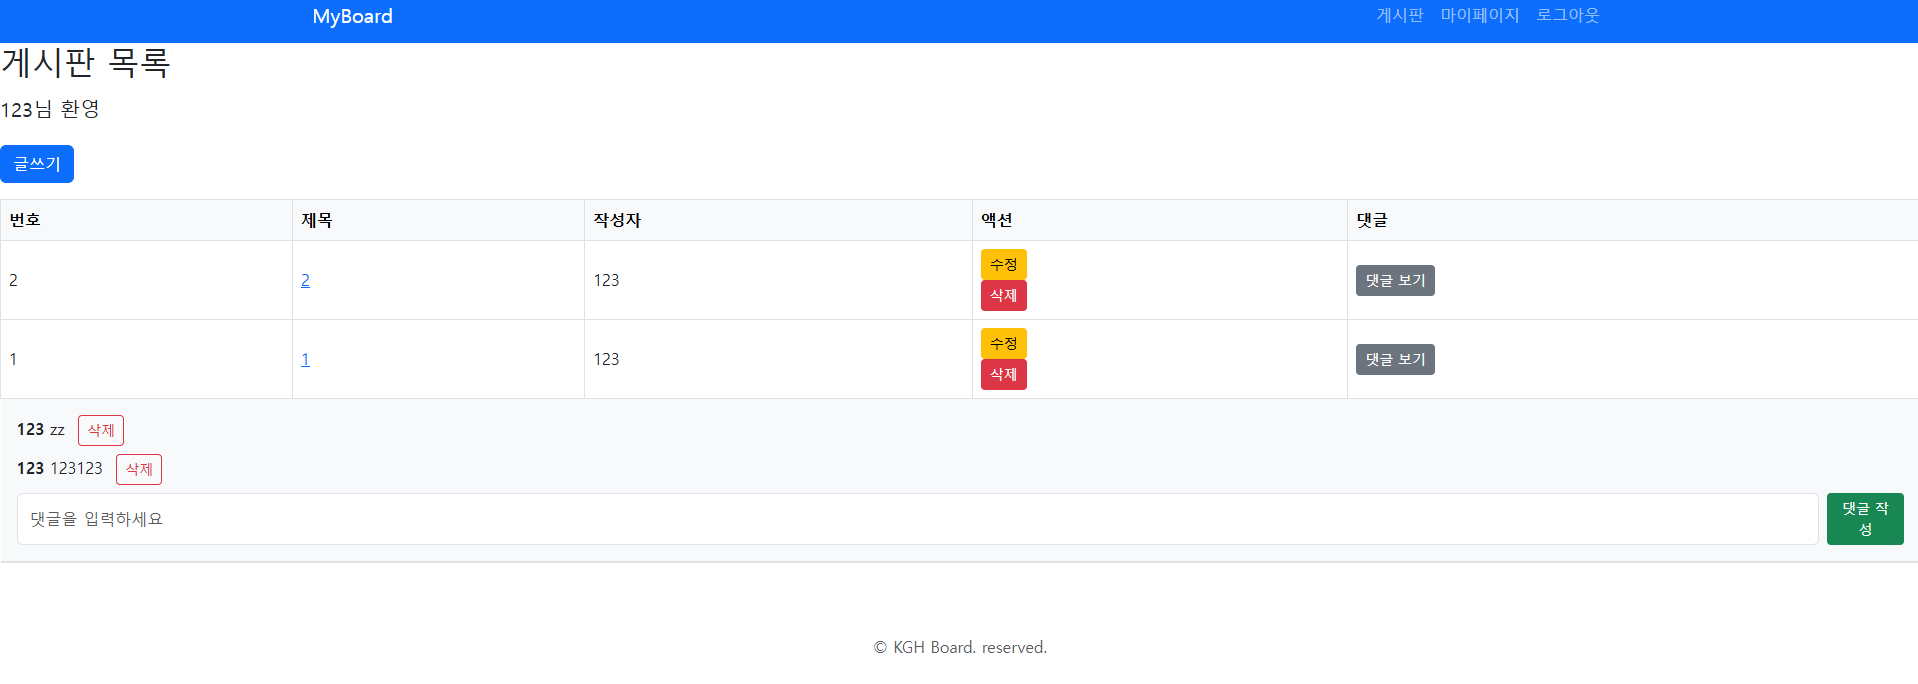 MyBoard 게시판 마이페이지 로그아웃
게시판 목록
123님 환영
글쓰기
번호 제목 작성자 액션 댓글
2 2 123 수정 삭제 댓글 보기
1 1 123 수정 삭제 댓글 보기
123 zz 삭제
123 123123 삭제
댓글을 입력하세요 댓글 작
성
© KGH Board. reserved.